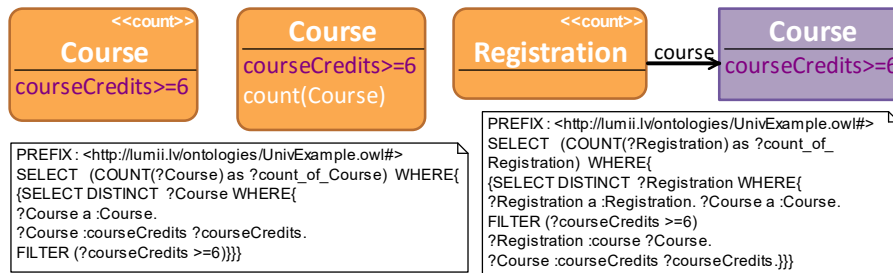 <<count>>
Course
courseCredits>=6
Course
courseCredits>=6
count(Course)
<<count>>
Registration
course
Course
courseCredits>=6
PREFIX : <http://lumii.lv/ontologies/UnivExample.owl#>
SELECT (COUNT(?Course) as ?count_of_Course) WHERE{
{SELECT DISTINCT ?Course WHERE{
?Course a :Course.
?Course :courseCredits ?courseCredits.
FILTER (?courseCredits >=6)}}}
PREFIX : <http://lumii.lv/ontologies/UnivExample.owl#>
SELECT (COUNT(?Registration) as ?count_of_
Registration) WHERE{
{SELECT DISTINCT ?Registration WHERE{
?Registration a :Registration. ?Course a :Course.
FILTER (?courseCredits >=6)
?Registration :course ?Course.
?Course :courseCredits ?courseCredits.}}}